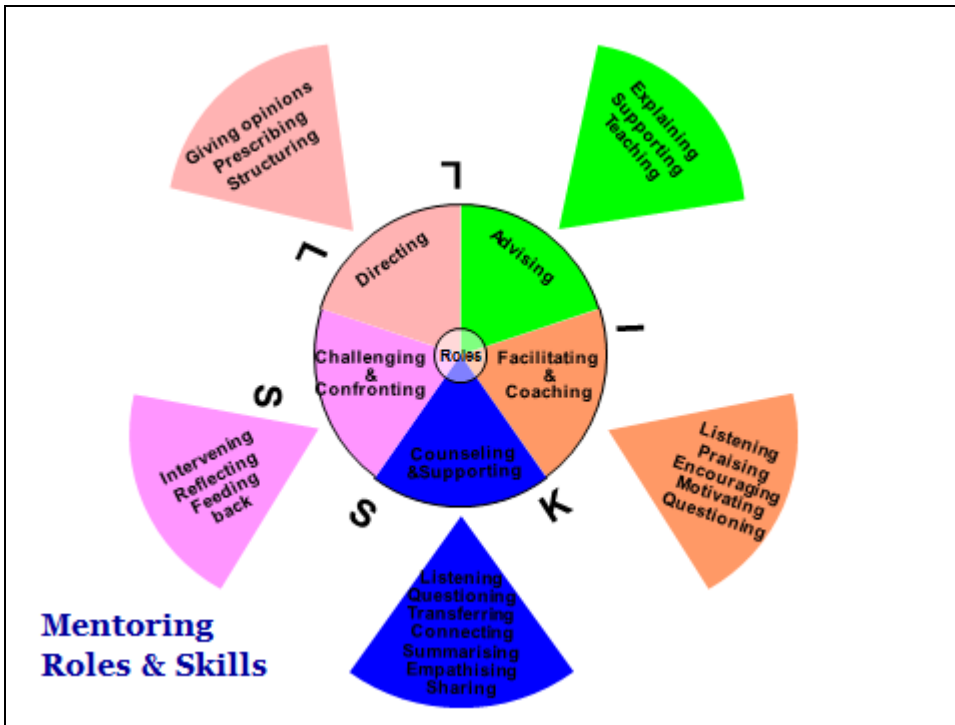 Giving opinions
Prescribing
Structuring
Explaining
Supporting
Teaching
L
L
Directing
Advising
I
Challenging
&
Confronting
Roles
Facilitating
&
Coaching
S
Intervening
Reflecting
Feeding
back
Counseling
&Supporting
Listening
Praising
Encouraging
Motivating
Questioning
S
K
Listening
Questioning
Transferring
Connecting
Summarising
Empathising
Sharing
Mentoring
Roles & Skills